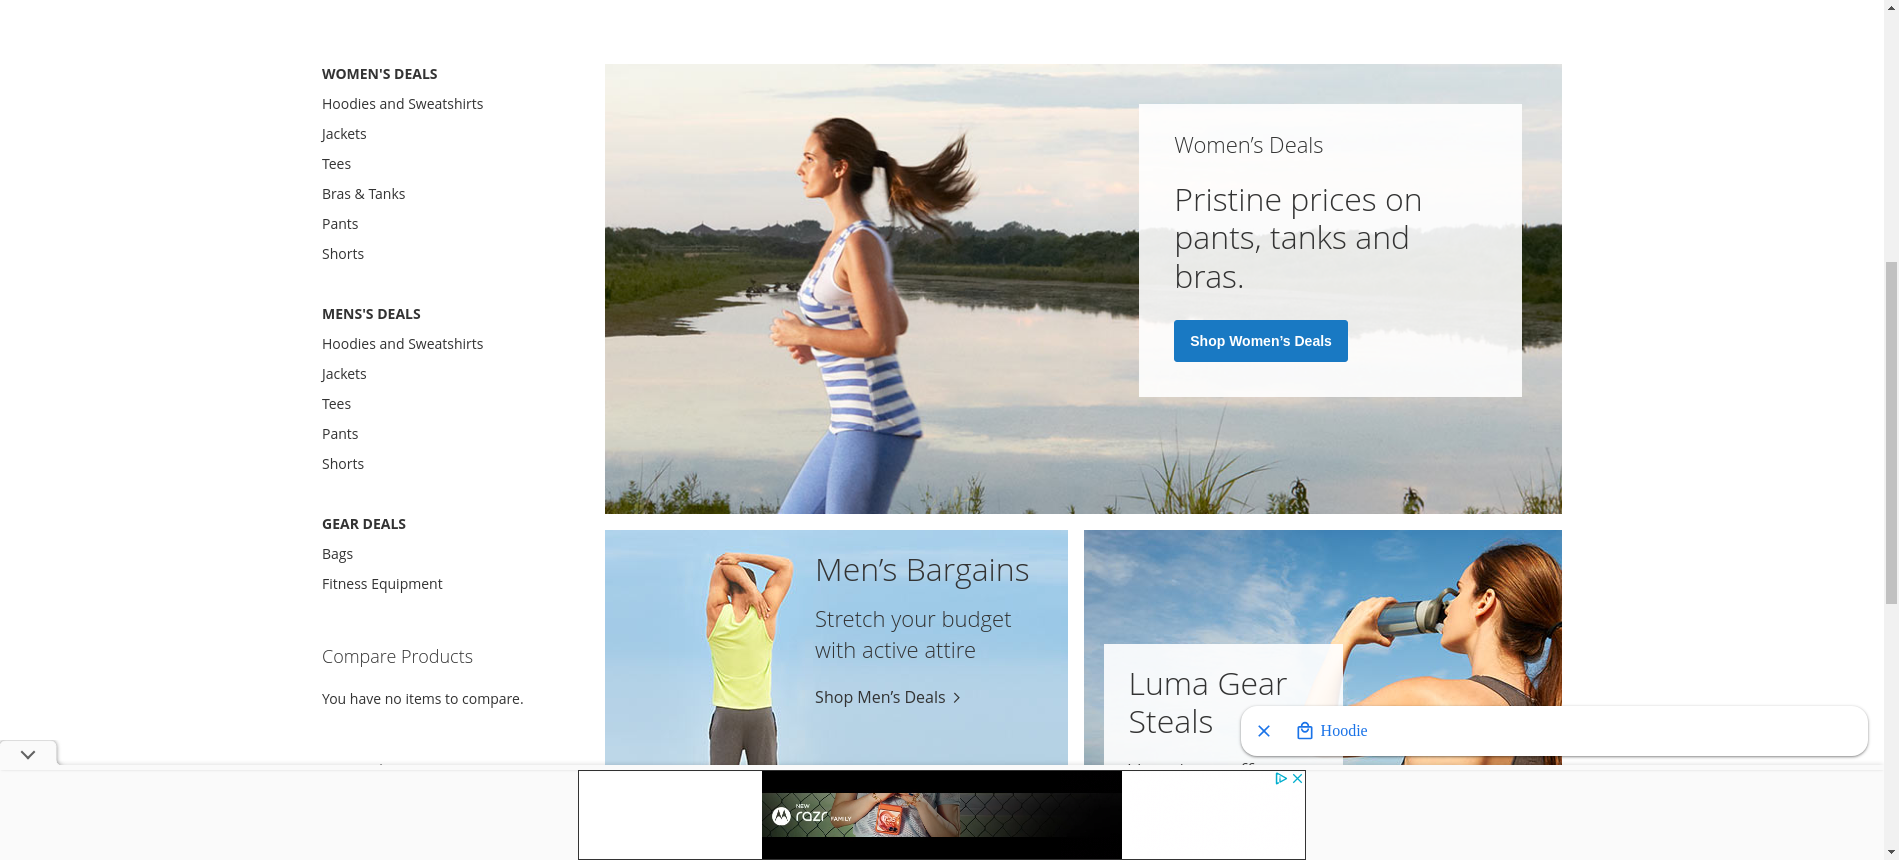 WOMEN'S DEALS
Hoodies and Sweatshirts
Jackets
Tees
Bras & Tanks
Pants
Shorts
MENS'S DEALS
Hoodies and Sweatshirts
Jackets
Tees
Pants
Shorts
GEAR DEALS
Bags
Fitness Equipment
Compare Products
You have no items to compare.
Women’s Deals
Pristine prices on
pants, tanks and
bras.
Shop Women’s Deals
Men’s Bargains
Stretch your budget
with active attire
Shop Men’s Deals
Luma Gear
Steals
Hoodie
NEW
razr FAMILY